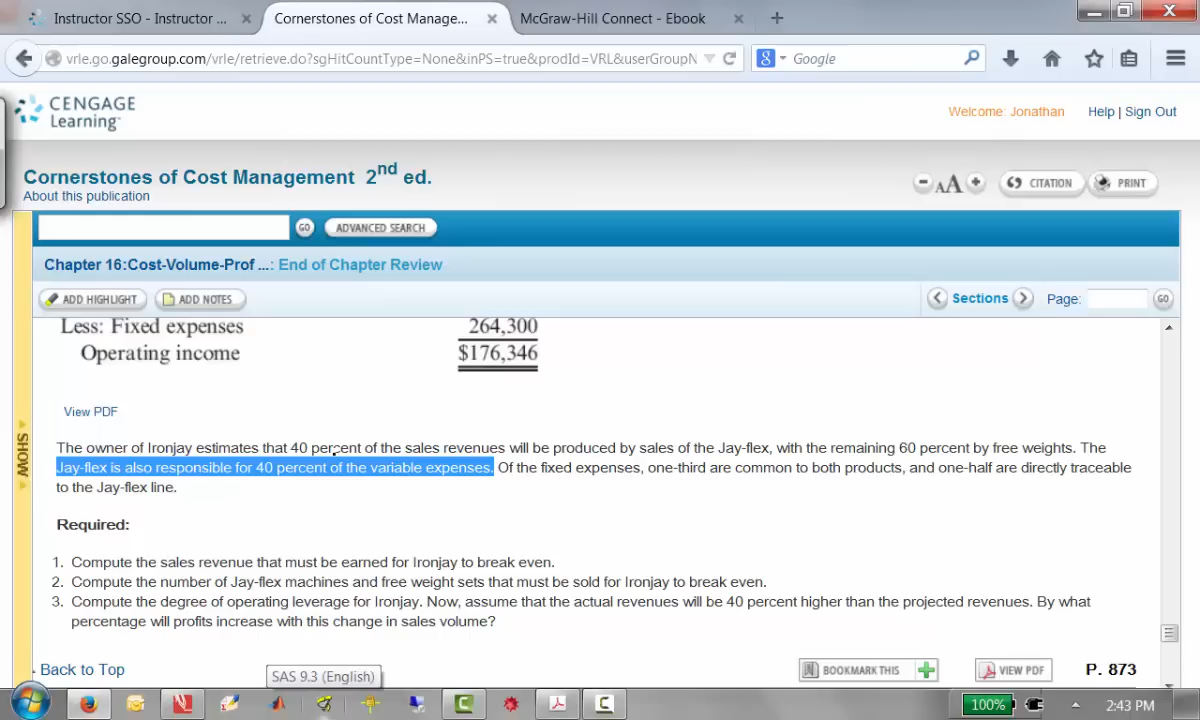 Instructor SSO - Instructor ...
Cornerstones of Cost Manage...
McGraw-Hill Connect - Ebook
vrle.go.galegroup.com/vrle/retrieve.do?sgHitCountType=None&inPS=true&prodId=VRL&userGroupN
Google
CENGAGE
Learning
Welcome: Jonathan
Help | Sign Out
Cornerstones of Cost Management 2nd ed.
About this publication
AA
CITATION
PRINT
GO
ADVANCED SEARCH
Chapter 16:Cost-Volume-Prof ...: End of Chapter Review
ADD HIGHLIGHT
ADD NOTES
Sections
Page:
GO
Less: Fixed expenses 264,300
Operating income $176,346
View PDF
The owner of Ironjay estimates that 40 percent of the sales revenues will be produced by sales of the Jay-flex, with the remaining 60 percent by free weights. The
Jay-flex is also responsible for 40 percent of the variable expenses. Of the fixed expenses, one-third are common to both products, and one-half are directly traceable
to the Jay-flex line.
Required:
1. Compute the sales revenue that must be earned for Ironjay to break even.
2. Compute the number of Jay-flex machines and free weight sets that must be sold for Ironjay to break even.
3. Compute the degree of operating leverage for Ironjay. Now, assume that the actual revenues will be 40 percent higher than the projected revenues. By what
percentage will profits increase with this change in sales volume?
SHOW
Back to Top
SAS 9.3 (English)
BOOKMARK THIS
VIEW PDF
P. 873
100%
2:43 PM